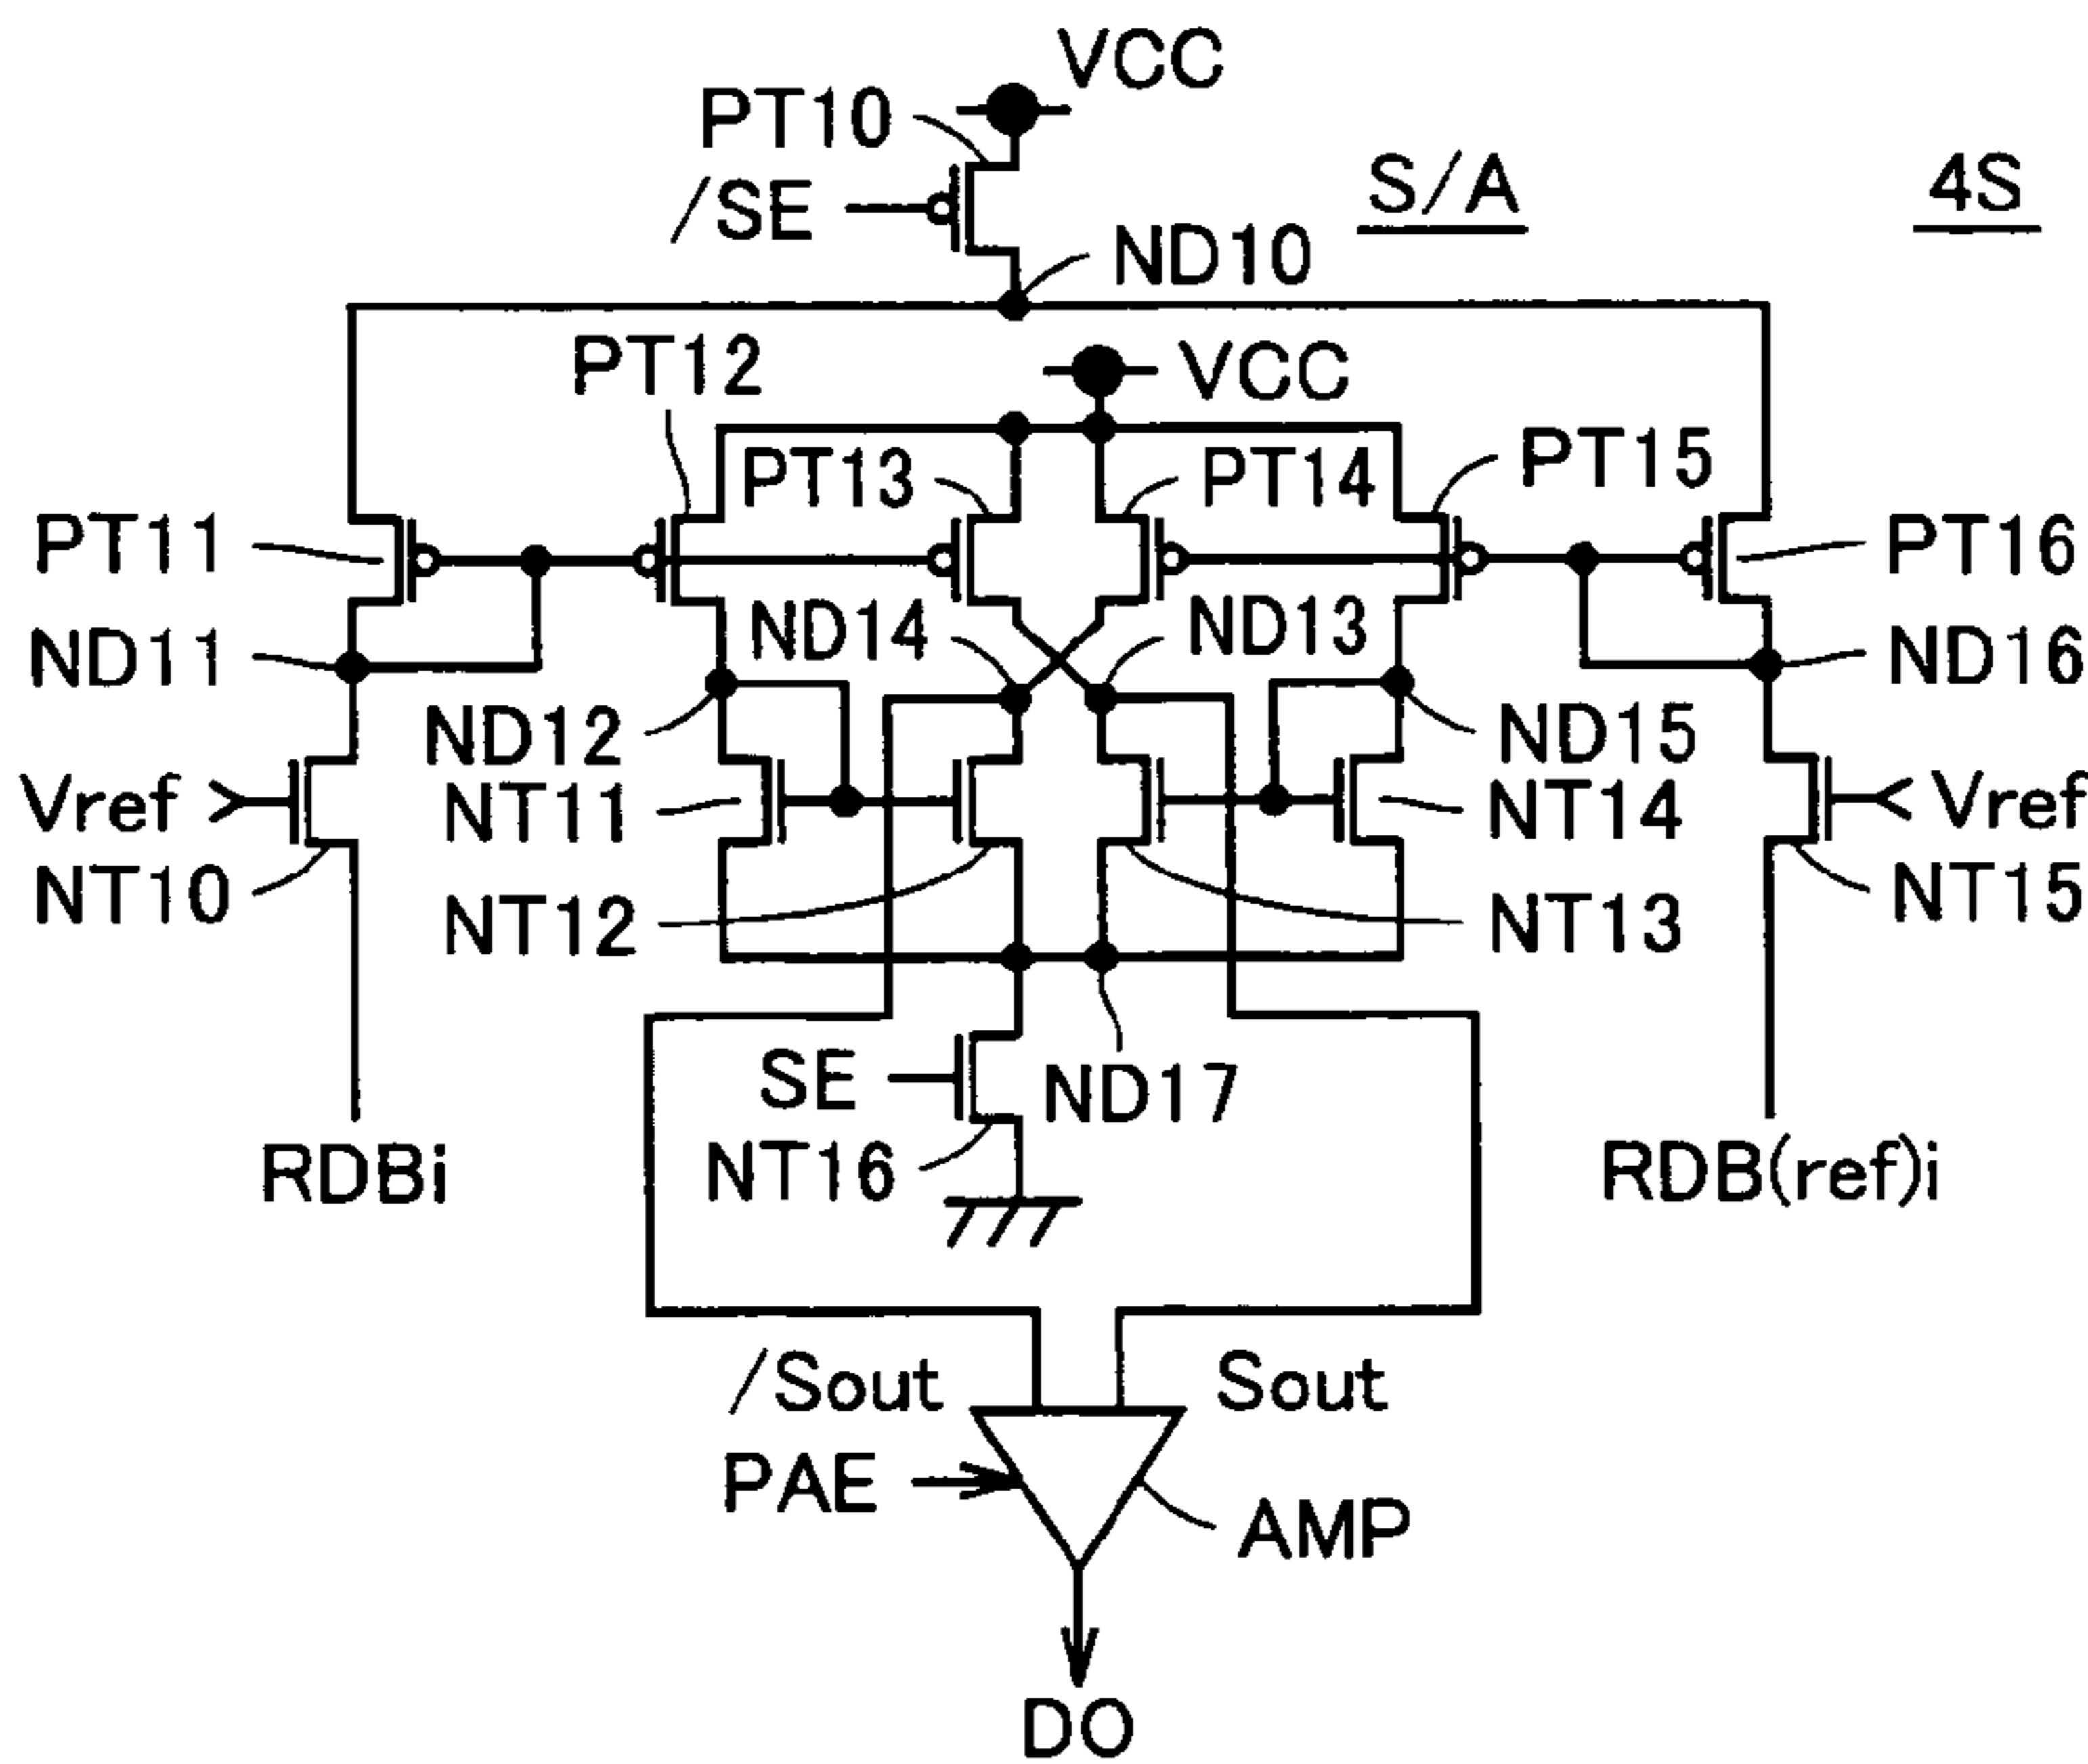 VCC
PT10
/SE
S/A
4S
ND10
PT12
VCC
PT13
PT14
PT15
PT11
PT16
ND14
ND13
ND11
ND16
ND12
ND15
Vref
NT11
NT14
Vref
NT10
NT12
NT13
NT15
SE
ND17
NT16
RDBi
RDB(ref)i
/Sout
Sout
PAE
AMP
DO